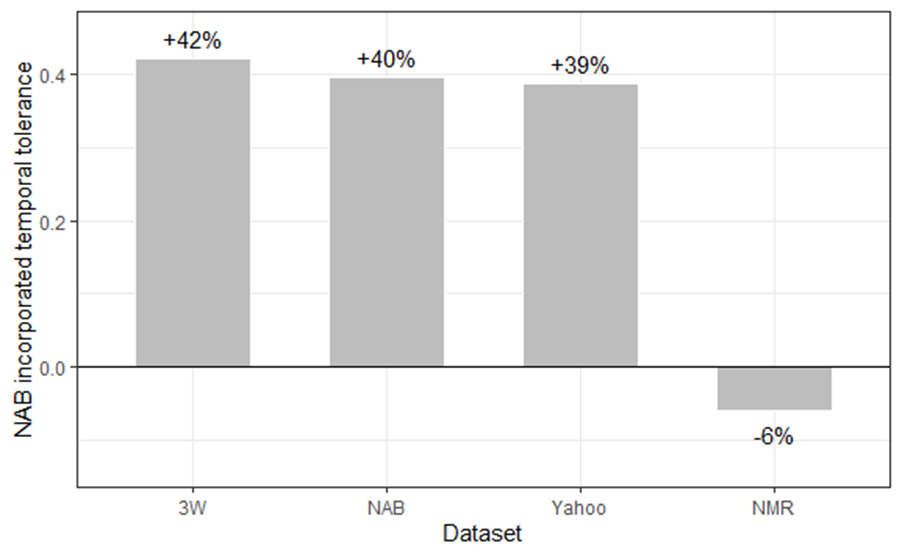 +42%
+40%
+39%
-6%
NAB incorporated temporal tolerance
0.4
0.2
0.0
3W NAB Yahoo NMR
Dataset